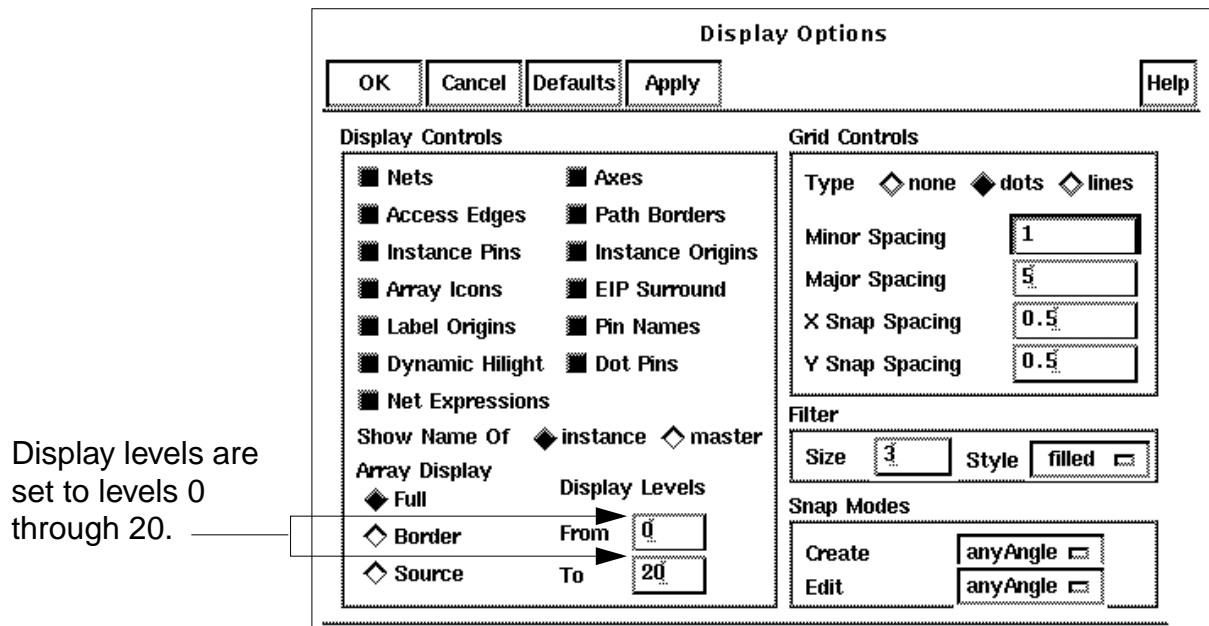 Display Options
OK Cancel Defaults Apply Help
Display Controls
Nets Axes
Access Edges Path Borders
Instance Pins Instance Origins
Array Icons EIP Surround
Label Origins Pin Names
Dynamic Hilight Dot Pins
Net Expressions
Show Name Of instance master
Array Display
Full
Border
Source
Display Levels
From 0
To 20
Grid Controls
Type none dots lines
Minor Spacing 1
Major Spacing 5
X Snap Spacing 0.5
Y Snap Spacing 0.5
Filter
Size 3 Style filled
Snap Modes
Create anyAngle
Edit anyAngle
Display levels are
set to levels 0
through 20.